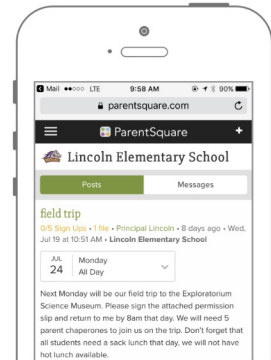 Mail ●●○○○ LTE 9:58 AM 90%
parentsquare.com
ParentSquare +
Lincoln Elementary School
Posts Messages
field trip
0/5 Sign Ups • 1 file • Principal Lincoln • 8 days ago • Wed,
Jul 19 at 10:51 AM • Lincoln Elementary School
JUL Monday
24 All Day
Next Monday will be our field trip to the Exploratorium
Science Museum. Please sign the attached permission
slip and return to me by 8am that day. We will need 5
parent chaperones to join us on the trip. Don't forget that
all students need a sack lunch that day, we will not have
hot lunch available.